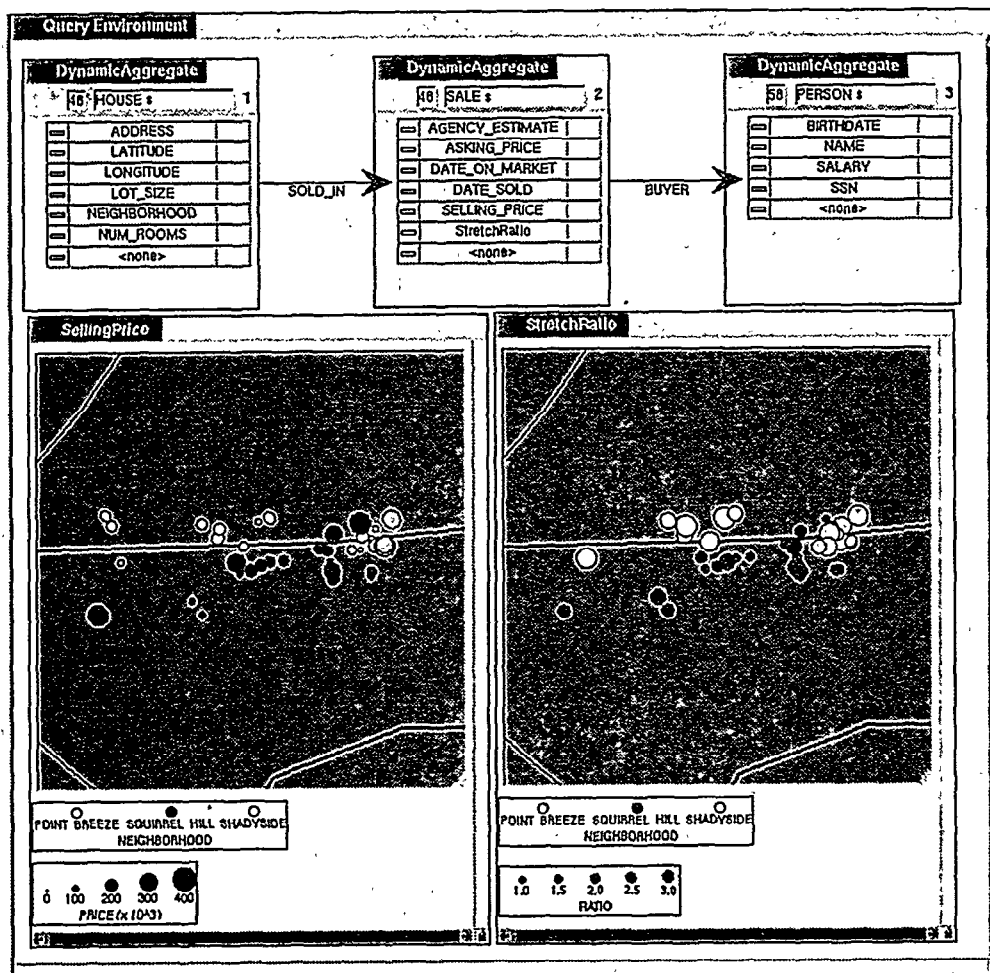 Query Environment
DynamicAggregate
46 HOUSE s 1
ADDRESS
LATITUDE
LONGITUDE
LOT_SIZE
NEIGHBORHOOD
NUM_ROOMS
<none>
SOLD_IN
DynamicAggregate
46 SALE s 2
AGENCY_ESTIMATE
ASKING_PRICE
DATE_ON_MARKET
DATE_SOLD
SELLING_PRICE
StretchRatio
<none>
BUYER
DynamicAggregate
58 PERSON s 3
BIRTHDATE
NAME
SALARY
SSN
<none>
SellingPrice
POINT BREEZE SQUIRREL HILL SHADYSIDE
NEIGHBORHOOD
0 100 200 300 400
PRICE (x 10^3)
StretchRatio
POINT BREEZE SQUIRREL HILL SHADYSIDE
NEIGHBORHOOD
1.0 1.5 2.0 2.5 3.0
RATIO